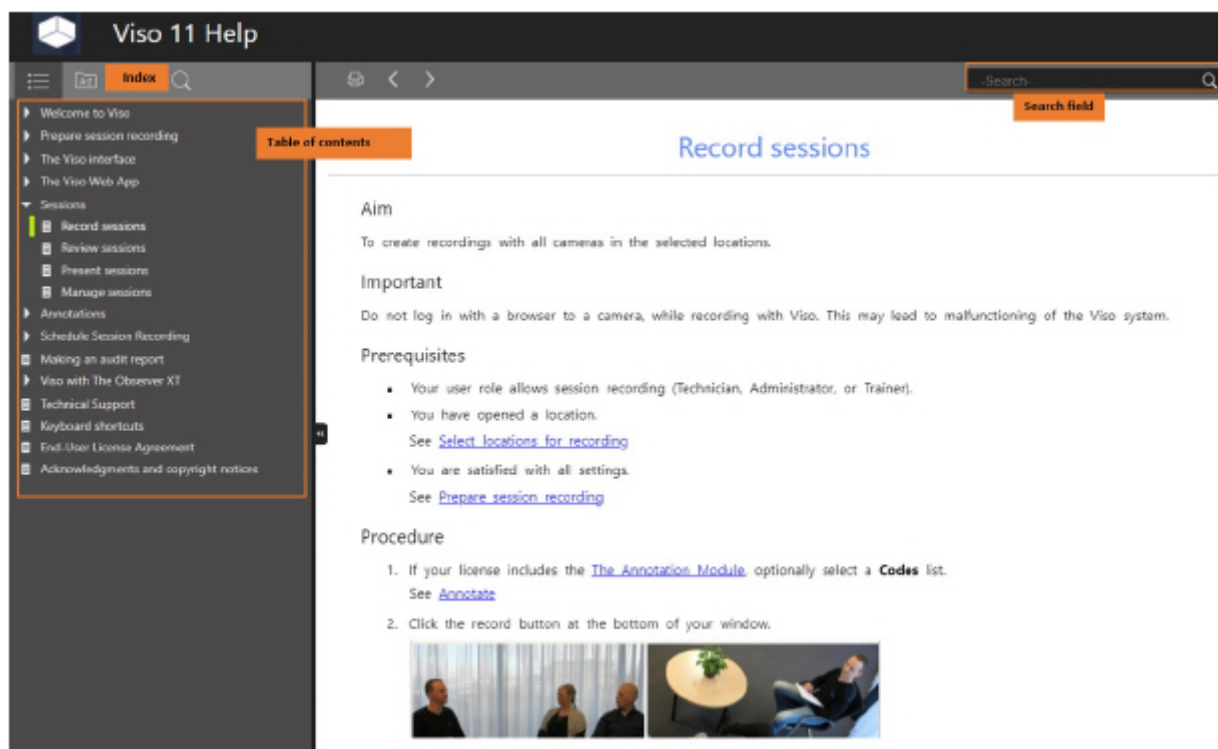 Viso 11 Help
Index
-Search-
Search field
Table of contents
Welcome to Viso
Prepare session recording
The Viso interface
The Viso Web App
Sessions
Record sessions
Review sessions
Present sessions
Manage sessions
Annotations
Schedule Session Recording
Making an audit report
Viso with The Observer XT
Technical Support
Keyboard shortcuts
End-User License Agreement
Acknowledgments and copyright notices
Record sessions
Aim
To create recordings with all cameras in the selected locations.
Important
Do not log in with a browser to a camera, while recording with Viso. This may lead to malfunctioning of the Viso system.
Prerequisites
Your user role allows session recording (Technician, Administrator, or Trainer).
You have opened a location.
See Select locations for recording
You are satisfied with all settings.
See Prepare session recording
Procedure
1. If your license includes the The Annotation Module, optionally select a Codes list.
See Annotate
2. Click the record button at the bottom of your window.